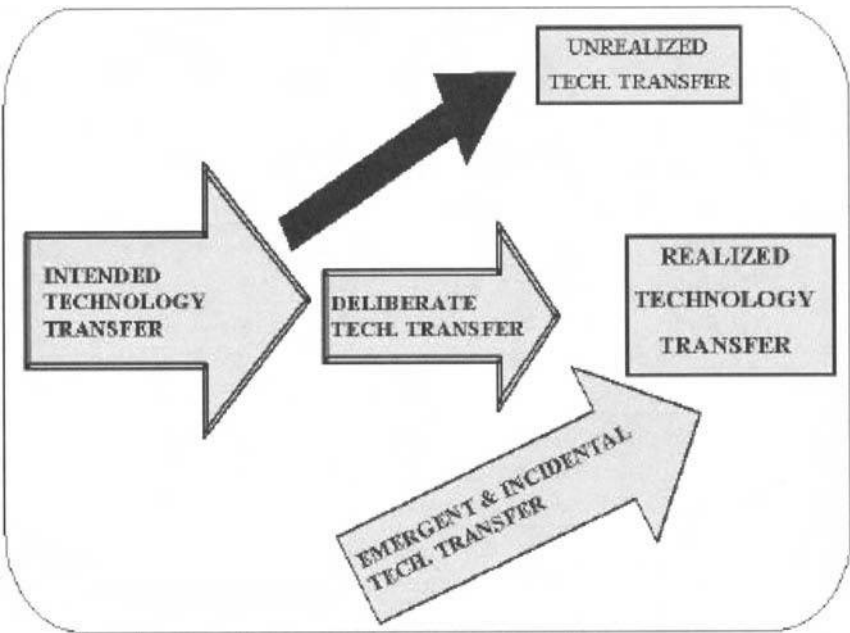 UNREALIZED
TECH. TRANSFER
INTENDED
TECHNOLOGY
TRANSFER
DELIBERATE
TECH. TRANSFER
REALIZED
TECHNOLOGY
TRANSFER
EMERGENT & INCIDENTAL
TECH. TRANSFER